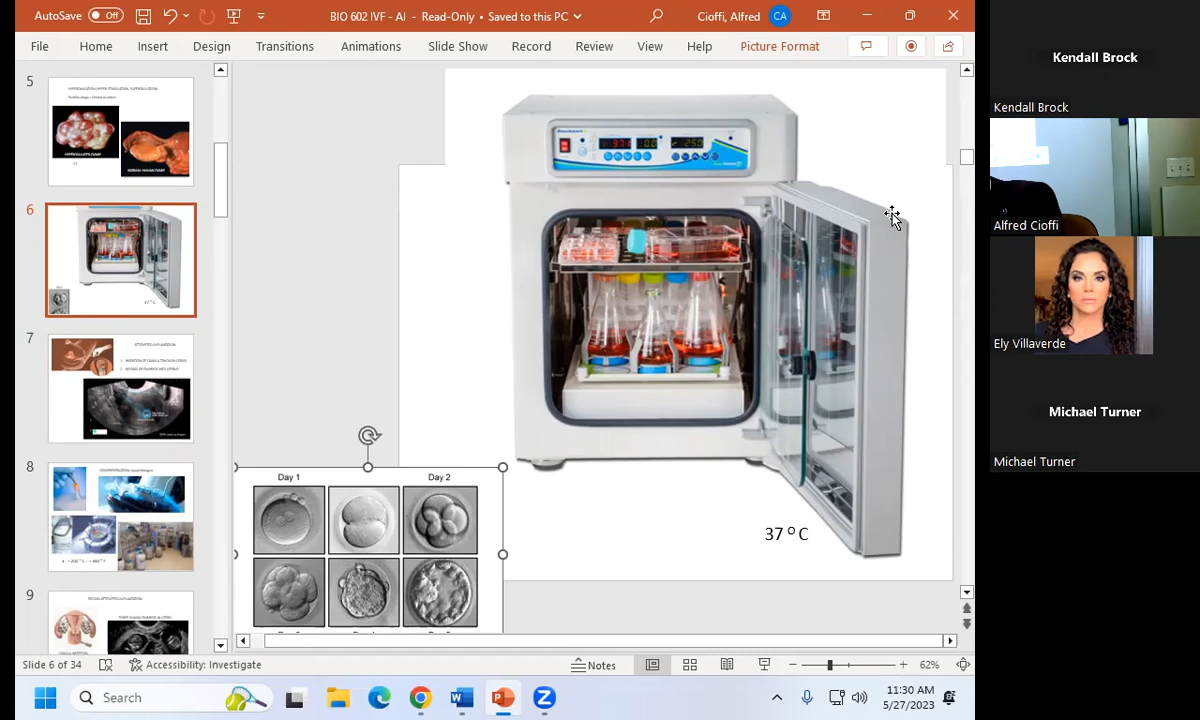 AutoSave Off
BIO 602 IVF - AI - Read-Only • Saved to this PC
Cioffi, Alfred CA
File Home Insert Design Transitions Animations Slide Show Record Review View Help Picture Format
5
6
37 ° C
7
8
9
Day 1 Day 2
37 ° C
Slide 6 of 34
Accessibility: Investigate
Notes
62%
Search
11:30 AM
5/27/2023
Kendall Brock
Kendall Brock
Alfred Cioffi
Ely Villaverde
Michael Turner
Michael Turner